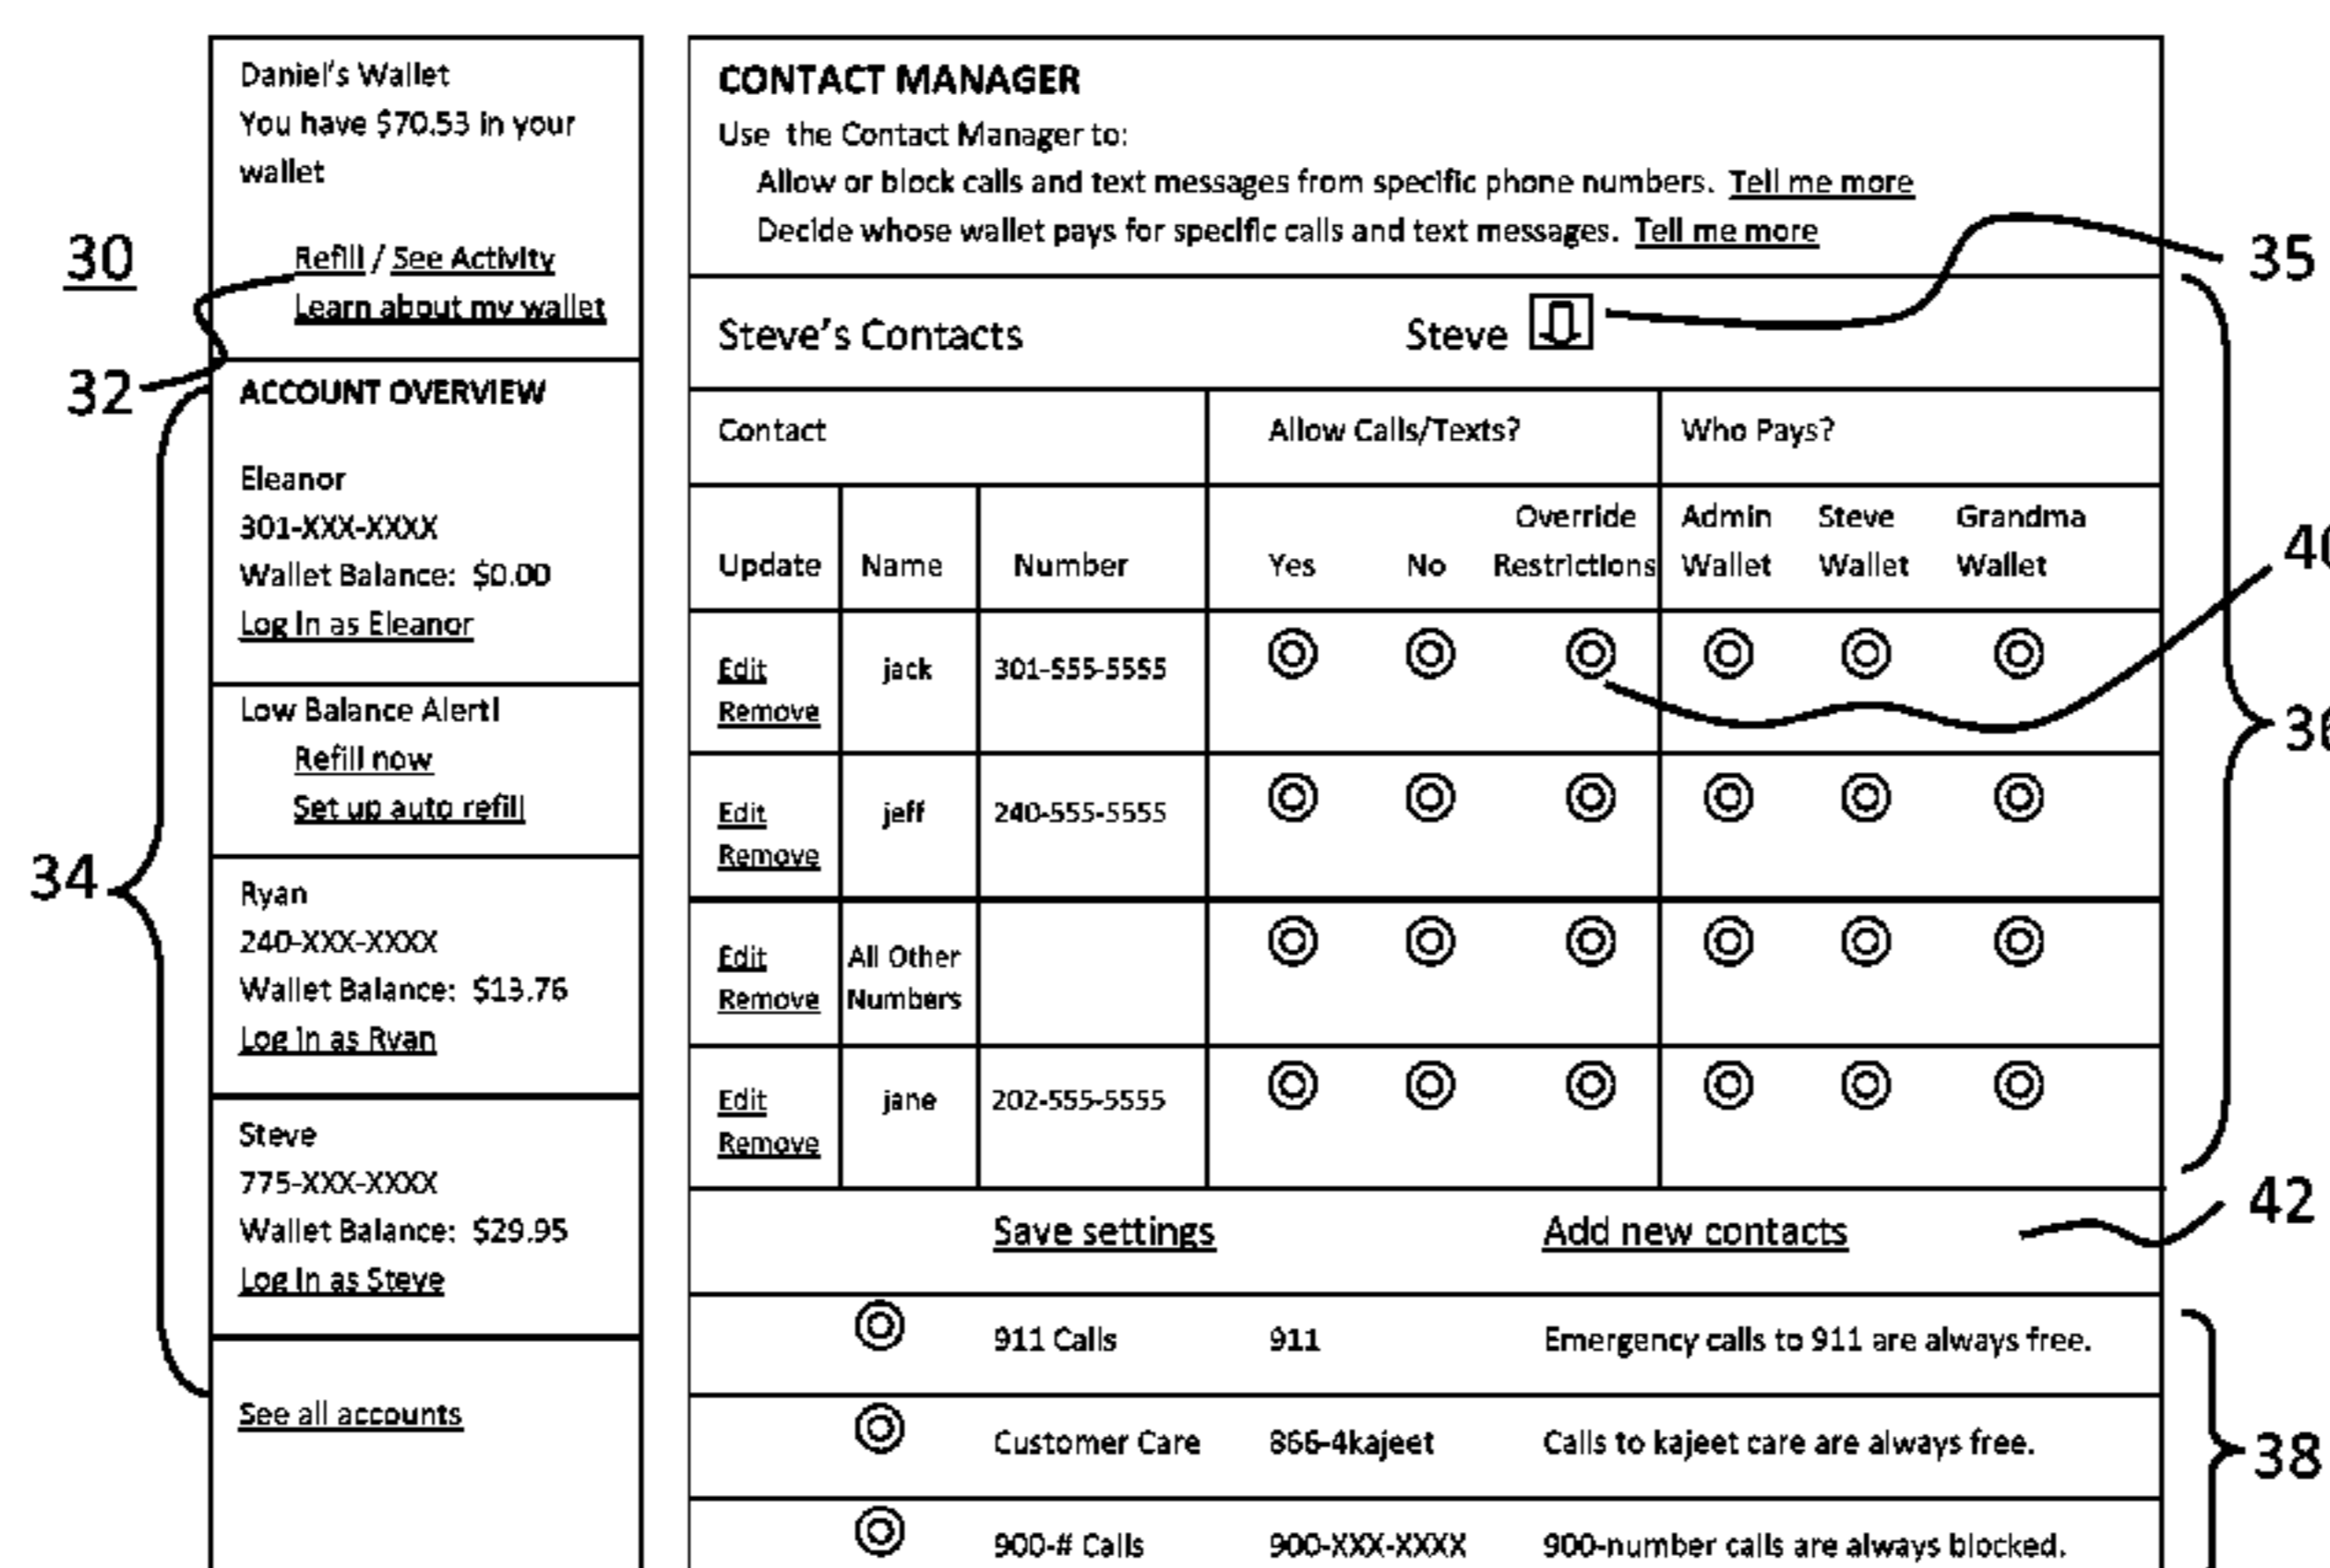 30
32
34
Daniel's Wallet
You have $70.53 in your
wallet
Refill / See Activity
Learn about my wallet
ACCOUNT OVERVIEW
Eleanor
301-XXX-XXXX
Wallet Balance: $0.00
Log In as Eleanor
Low Balance Alert!
Refill now
Set up auto refill
Ryan
240-XXX-XXXX
Wallet Balance: $13.76
Log In as Ryan
Steve
775-XXX-XXXX
Wallet Balance: $29.95
Log In as Steve
See all accounts
CONTACT MANAGER
Use the Contact Manager to:
Allow or block calls and text messages from specific phone numbers. Tell me more
Decide whose wallet pays for specific calls and text messages. Tell me more
Steve's Contacts Steve
Contact Allow Calls/Texts? Who Pays?
Override Admin Steve Grandma
Update Name Number Yes No Restrictions Wallet Wallet Wallet
Edit jack 301-555-5555
Remove
Edit jeff 240-555-5555
Remove
Edit All Other
Remove Numbers
Edit jane 202-555-5555
Remove
Save settings Add new contacts
911 Calls 911 Emergency calls to 911 are always free.
Customer Care 866-4kajeet Calls to kajeet care are always free.
900-# Calls 900-XXX-XXXX 900-number calls are always blocked.
35
40
36
42
38